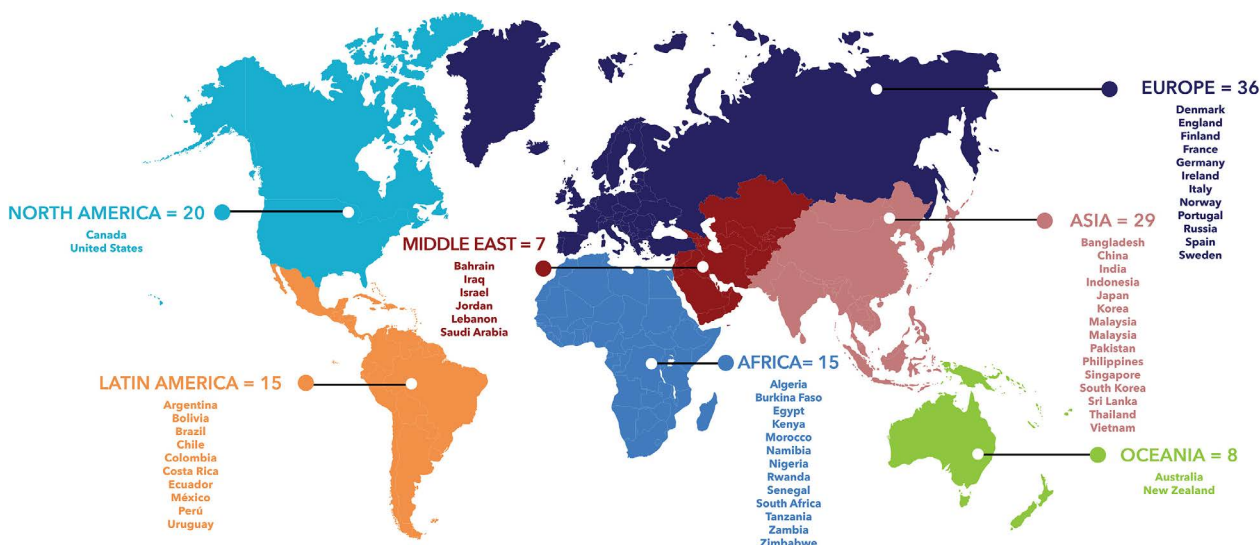 NORTH AMERICA = 20
Canada
United States
MIDDLE EAST = 7
Bahrain
Iraq
Israel
Jordan
Lebanon
Saudi Arabia
LATIN AMERICA = 15
Argentina
Bolivia
Brazil
Chile
Colombia
Costa Rica
Ecuador
México
Perú
Uruguay
AFRICA= 15
Algeria
Burkina Faso
Egypt
Kenya
Morocco
Namibia
Nigeria
Rwanda
Senegal
South Africa
Tanzania
Zambia
Zimbabwe
EUROPE = 36
Denmark
England
Finland
France
Germany
Ireland
Italy
Norway
Portugal
Russia
Spain
Sweden
ASIA = 29
Bangladesh
China
India
Indonesia
Japan
Korea
Malaysia
Malaysia
Pakistan
Philippines
Singapore
South Korea
Sri Lanka
Thailand
Vietnam
OCEANIA = 8
Australia
New Zealand